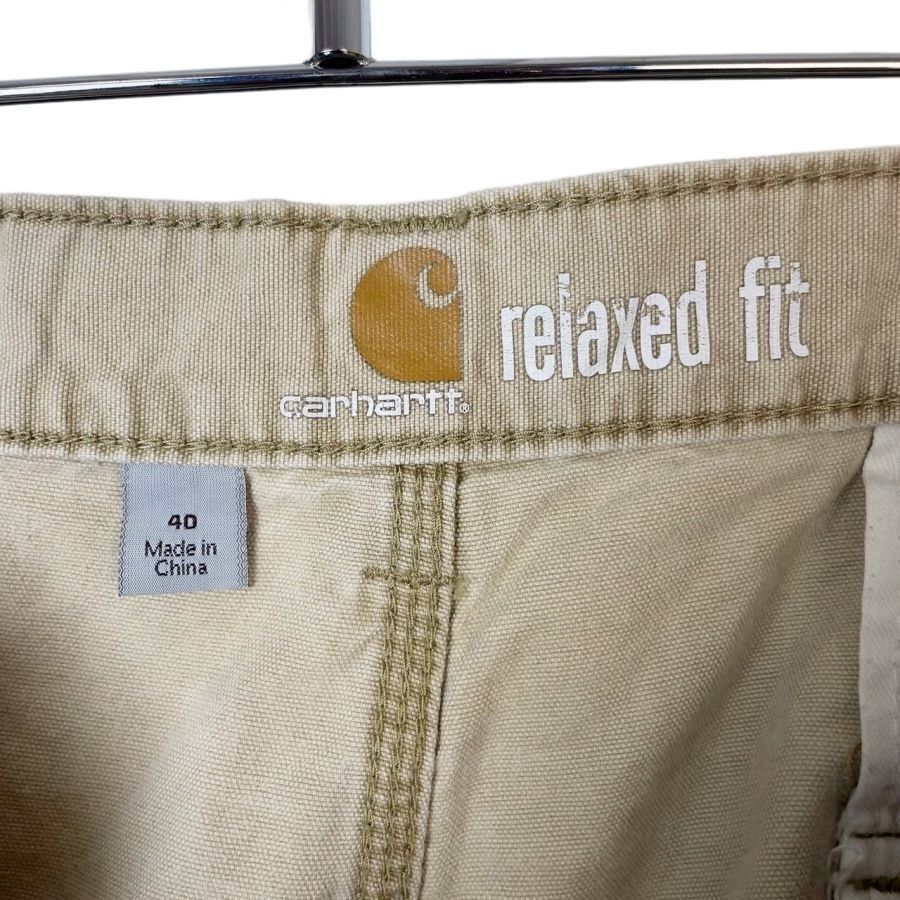 relaxed fit
carhartt®
40
Made in
China